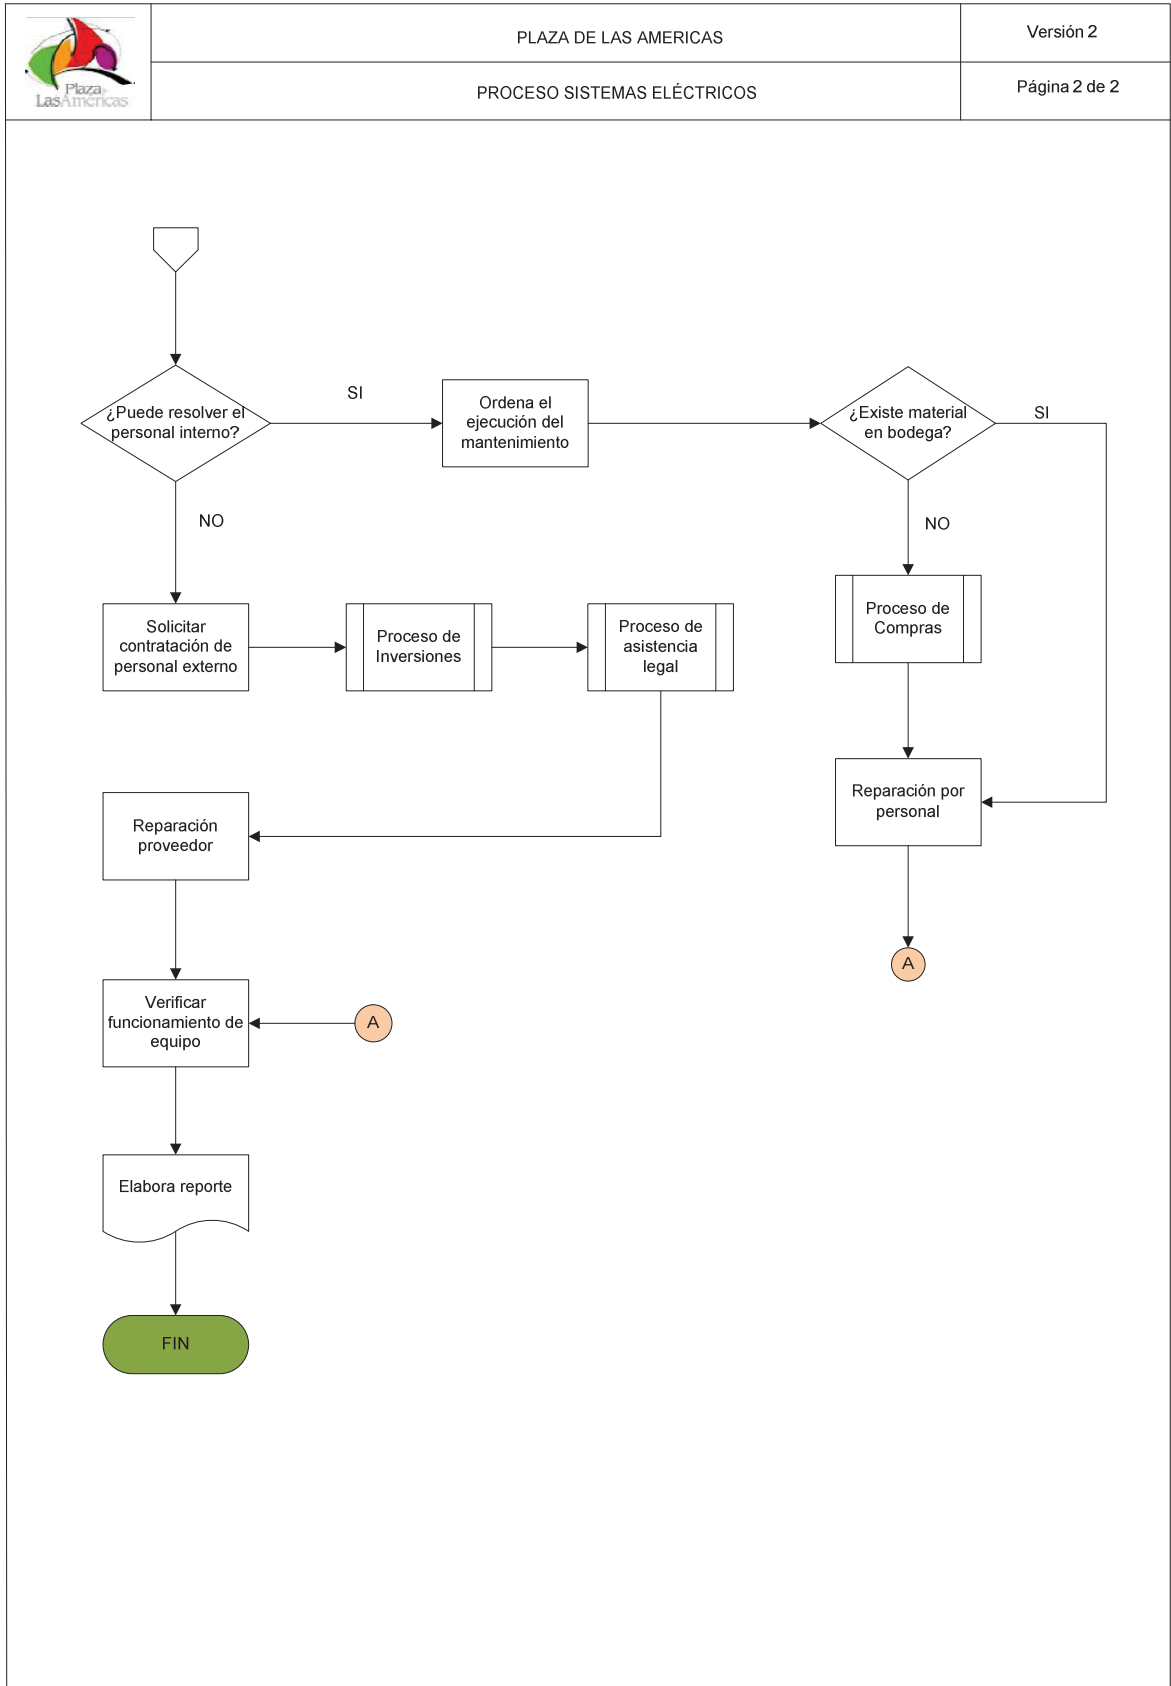 Plaza
LasAméricas
PLAZA DE LAS AMERICAS
PROCESO SISTEMAS ELÉCTRICOS
Versión 2
Página 2 de 2
¿Puede resolver el
personal interno?
SI
Ordena el
ejecución del
mantenimiento
¿Existe material
en bodega?
SI
NO
NO
Solicitar
contratación de
personal externo
Proceso de
Inversiones
Proceso de
asistencia
legal
Proceso de
Compras
Reparación
proveedor
Reparación por
personal
A
Verificar
funcionamiento de
equipo
A
Elabora reporte
FIN